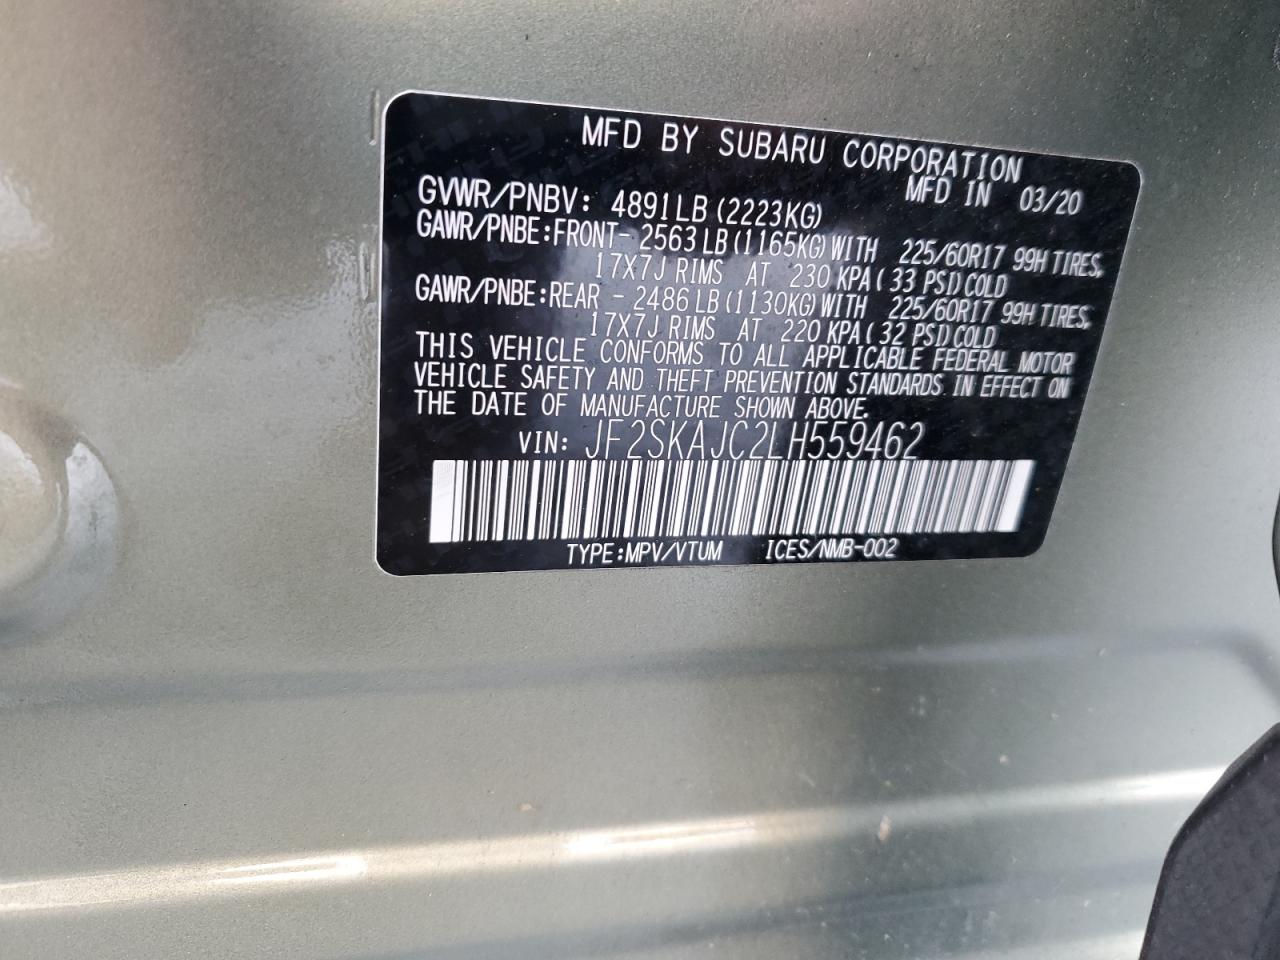 MFD BY SUBARU CORPORATION
MFD IN 03/20
GVWR/PNBV: 4891LB (2223KG)
GAWR/PNBE:FRONT- 2563LB(1165KG)WITH 225/60R17 99H TIRES,
17X7J RIMS AT 230 KPA( 33 PSI)COLD
GAWR/PNBE:REAR - 2486LB(1130KG)WITH 225/60R17 99H TIRES,
17X7J RIMS AT 220 KPA( 32 PSI)COLD
THIS VEHICLE CONFORMS TO ALL APPLICABLE FEDERAL MOTOR
VEHICLE SAFETY AND THEFT PREVENTION STANDARDS IN EFFECT ON
THE DATE OF MANUFACTURE SHOWN ABOVE.
VIN: JF2SKAJC2LH559462
TYPE:MPV/VTUM ICES/NMB-002